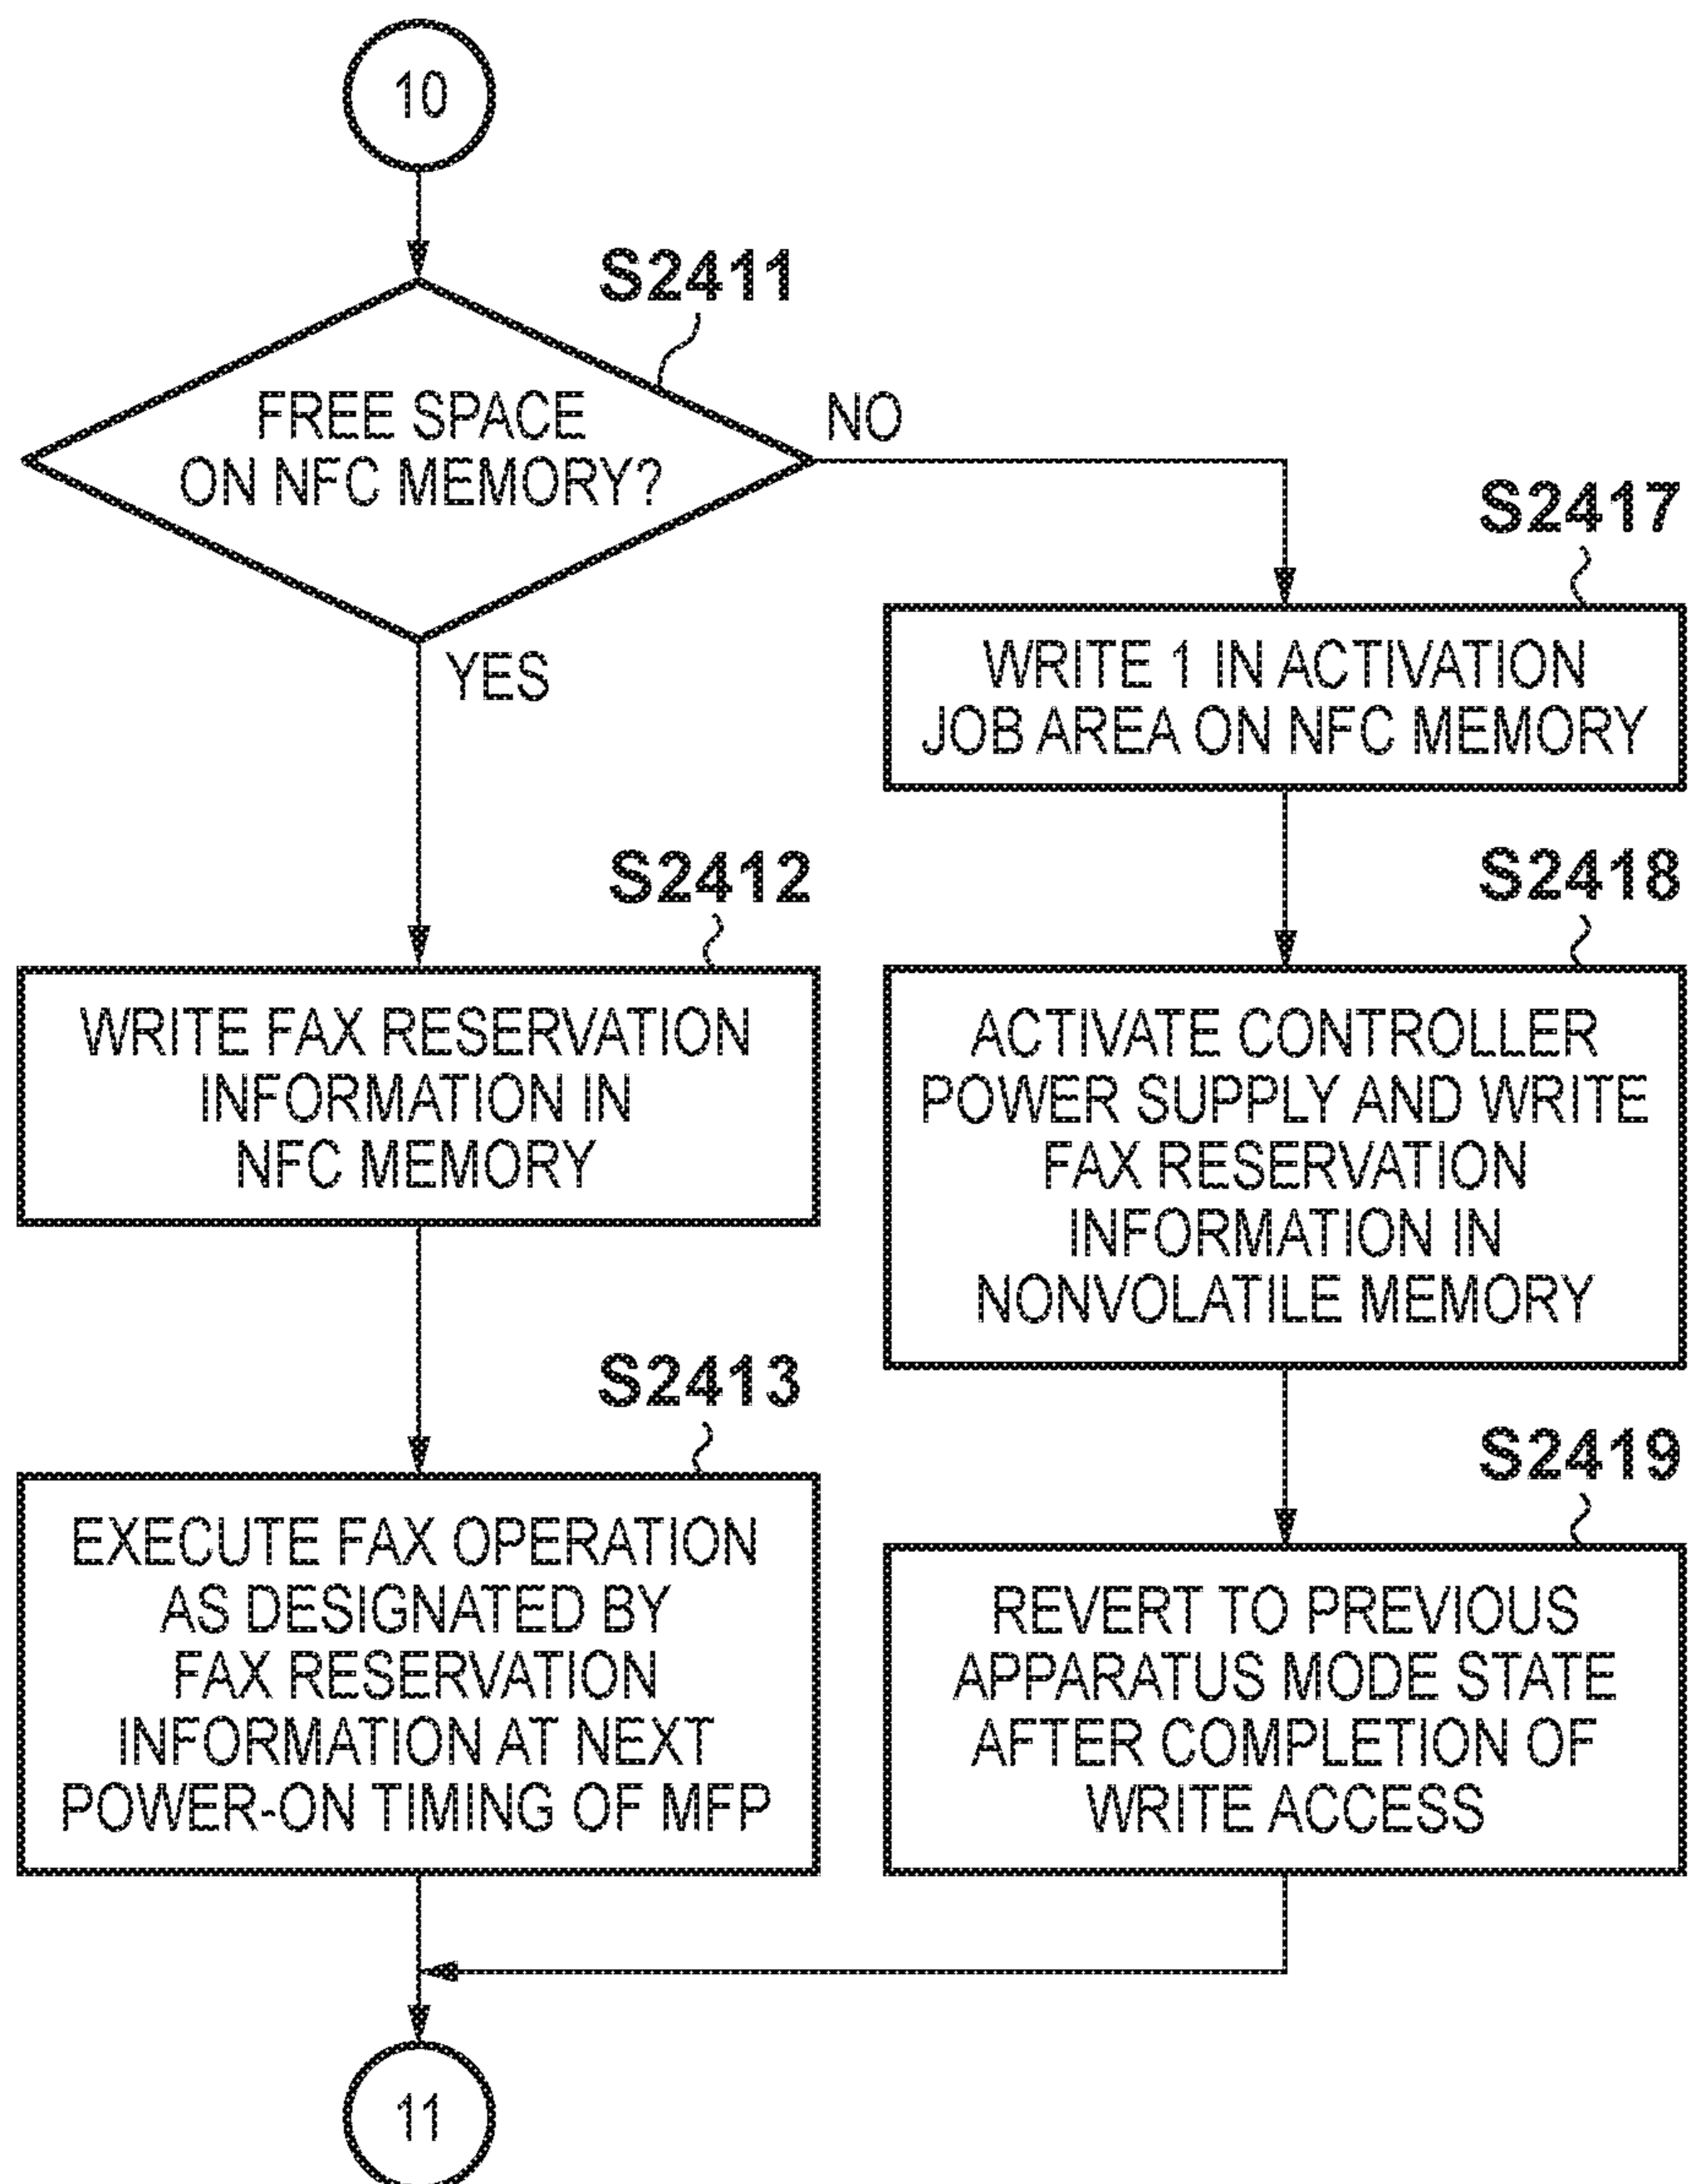 10
S2411
FREE SPACE
ON NFC MEMORY?
NO
YES
S2417
WRITE 1 IN ACTIVATION
JOB AREA ON NFC MEMORY
S2412
WRITE FAX RESERVATION
INFORMATION IN
NFC MEMORY
S2418
ACTIVATE CONTROLLER
POWER SUPPLY AND WRITE
FAX RESERVATION
INFORMATION IN
NONVOLATILE MEMORY
S2413
EXECUTE FAX OPERATION
AS DESIGNATED BY
FAX RESERVATION
INFORMATION AT NEXT
POWER-ON TIMING OF MFP
S2419
REVERT TO PREVIOUS
APPARATUS MODE STATE
AFTER COMPLETION OF
WRITE ACCESS
11